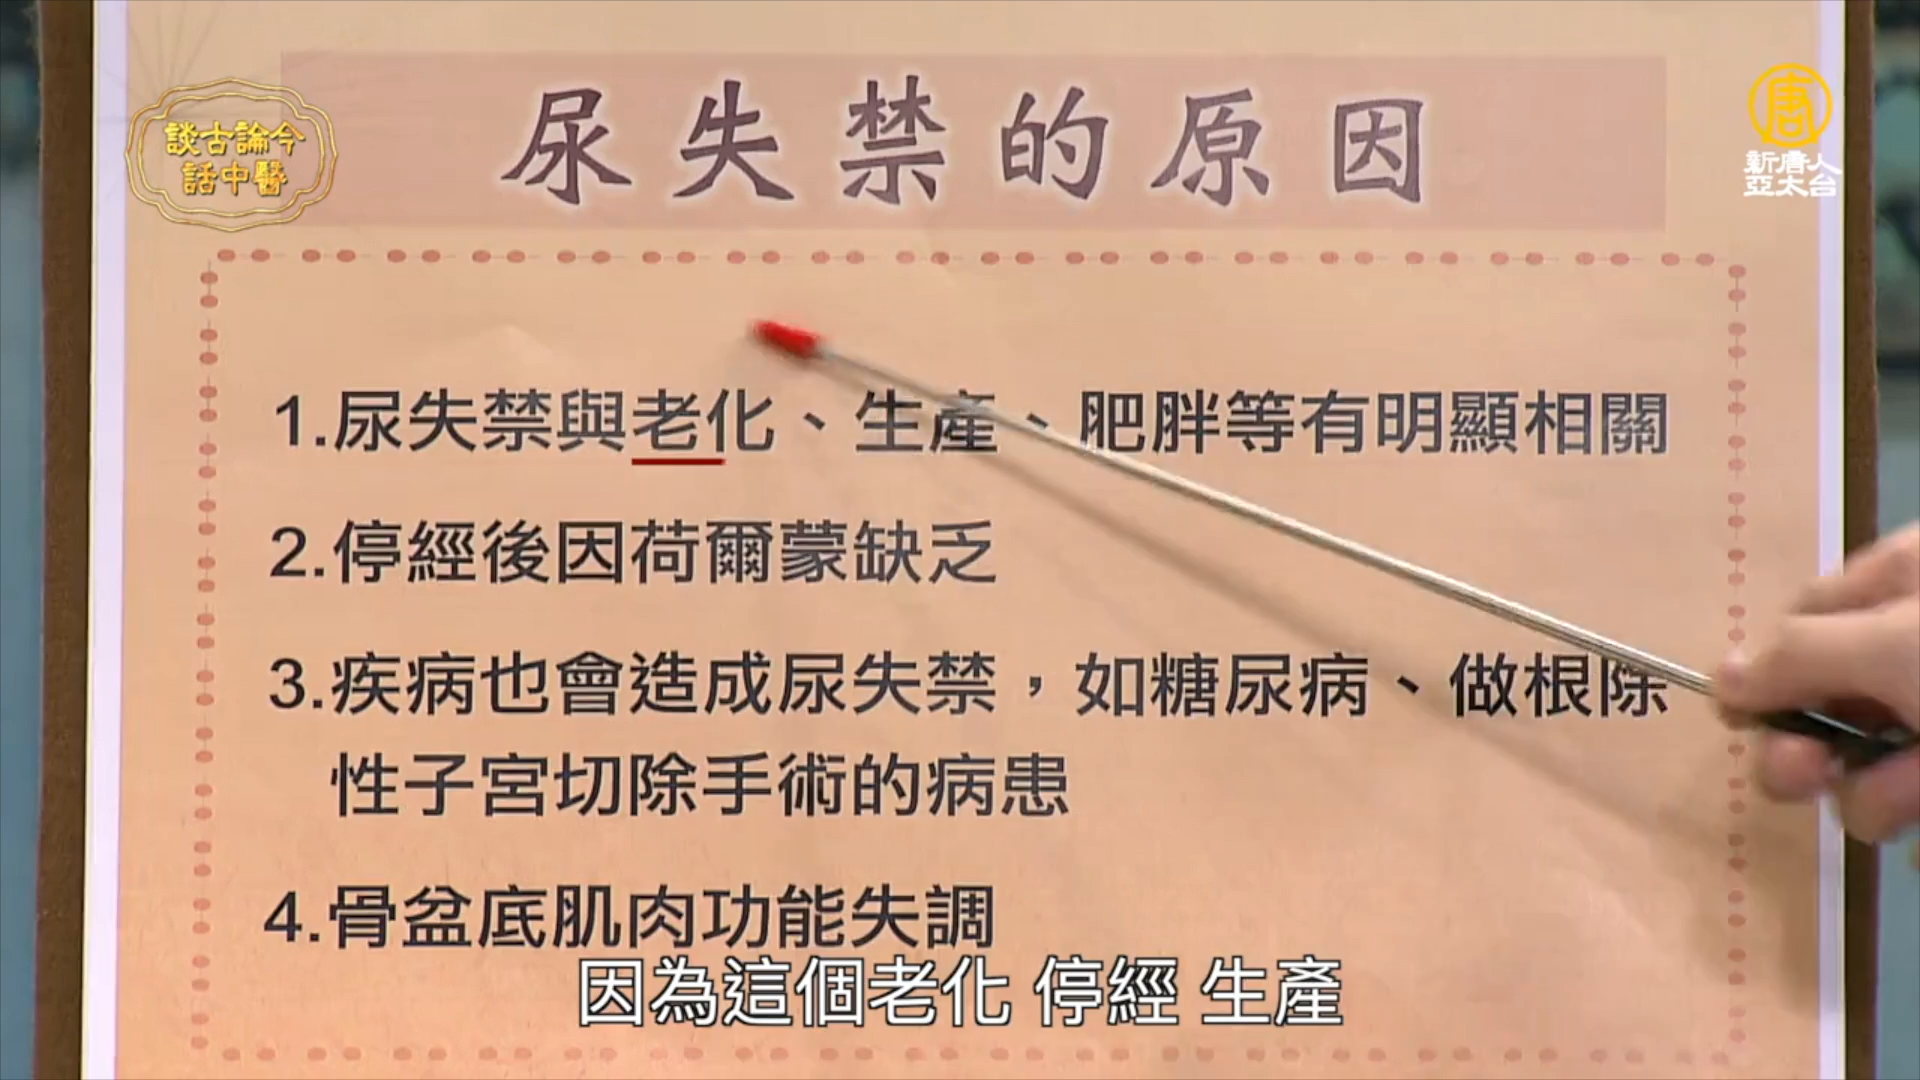 尿失禁的原因
談古論今
話中醫
唐
新唐人
亞太台
1.尿失禁與老化、生產、肥胖等有明顯相關
2.停經後因荷爾蒙缺乏
3.疾病也會造成尿失禁，如糖尿病、做根除
性子宮切除手術的病患
4.骨盆底肌肉功能失調
因為這個老化 停經 生產